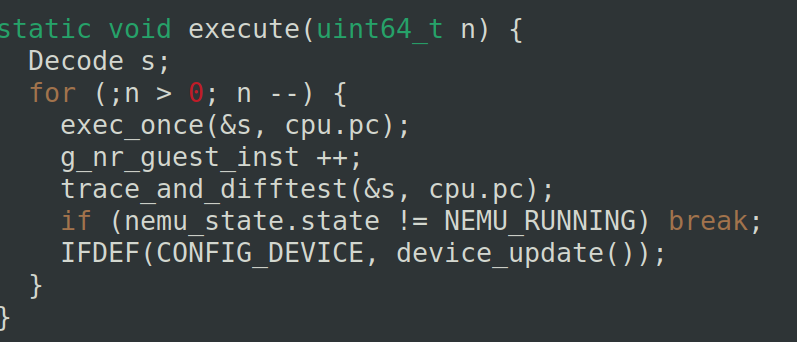 static void execute(uint64_t n) {
  Decode s;
  for (;n > 0; n --) {
    exec_once(&s, cpu.pc);
    g_nr_guest_inst ++;
    trace_and_difftest(&s, cpu.pc);
    if (nemu_state.state != NEMU_RUNNING) break;
    IFDEF(CONFIG_DEVICE, device_update());
  }
}